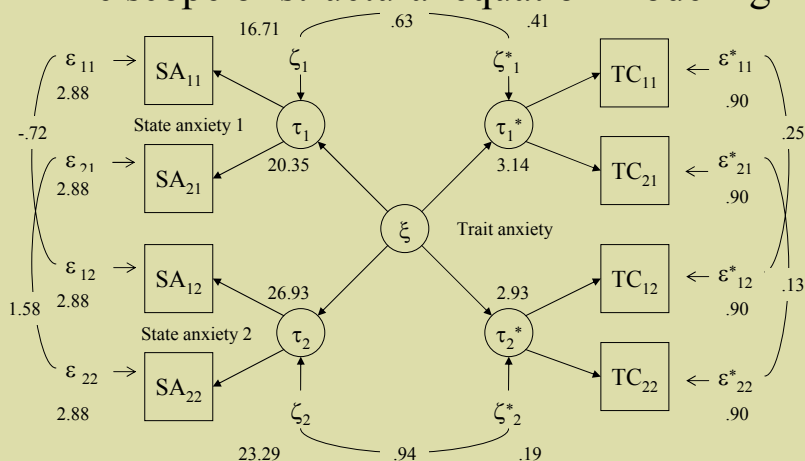 16.71 .63 .41
ε₁₁ SA₁₁ ζ₁ ζ*₁ TC₁₁ ε*₁₁
2.88 .90
-.72 State anxiety 1 τ₁ τ₁* .25
ε₂₁ SA₂₁ 20.35 3.14 TC₂₁ ε*₂₁
2.88 .90
ξ Trait anxiety
ε₁₂ SA₁₂ 26.93 2.93 TC₁₂ ε*₁₂
1.58 2.88 .90 .13
State anxiety 2 τ₂ τ₂*
ε₂₂ SA₂₂ TC₂₂ ε*₂₂
2.88 ζ₂ ζ*₂ .90
23.29 .94 .19